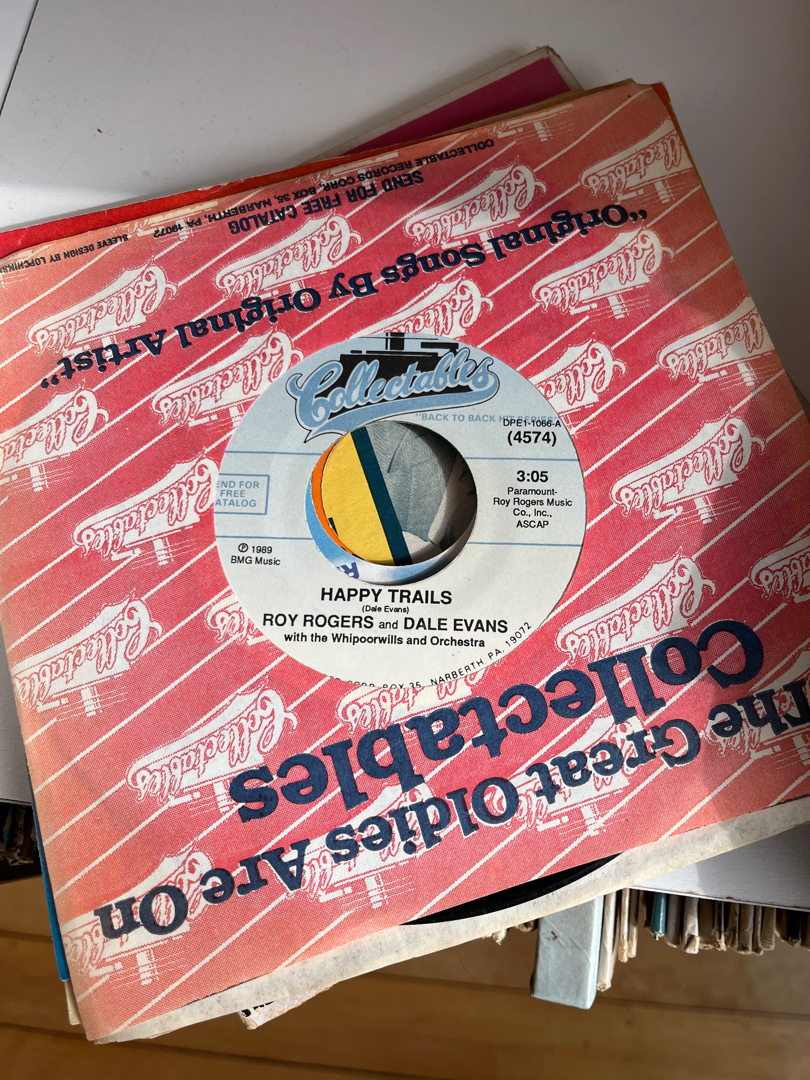 COLLECTABLE RECORDS CORP., BOX 35, NARBERTH, PA 19072
SEND FOR FREE CATALOG
SLEEVE DESIGN BY
"Original Songs By Original Artist"
Collectables
"BACK TO BACK HIT SERIES"
DPE1-1066-A
(4574)
3:05
Paramount-
Roy Rogers Music
Co., Inc.,
ASCAP
END FOR
FREE
ATALOG
℗ 1989
BMG Music
HAPPY TRAILS
(Dale Evans)
ROY ROGERS and DALE EVANS
with the Whipoorwills and Orchestra
BOX 35, NARBERTH, PA. 19072
The Great Oldies Are On
Collectables